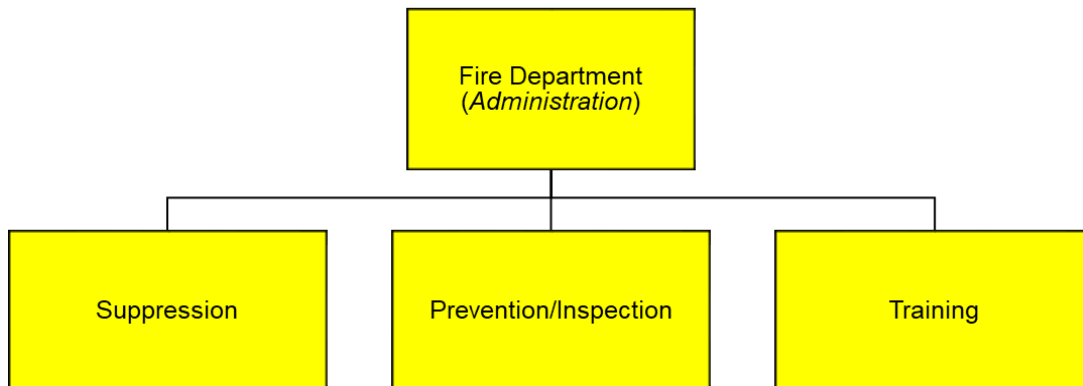 Fire Department
(Administration)
Suppression
Prevention/Inspection
Training